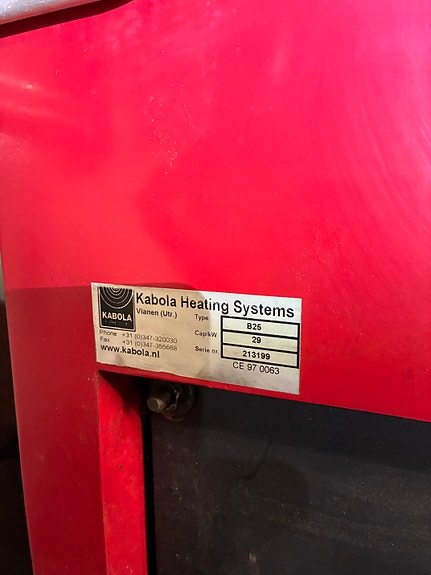 Kabola Heating Systems
KABOLA
Vianen (Utr.)
Type B25
Phone +31 (0)347-320030
Cap/kW 29
Fax +31 (0)347-355688
Serie nr. 213199
www.kabola.nl
CE 97 0063